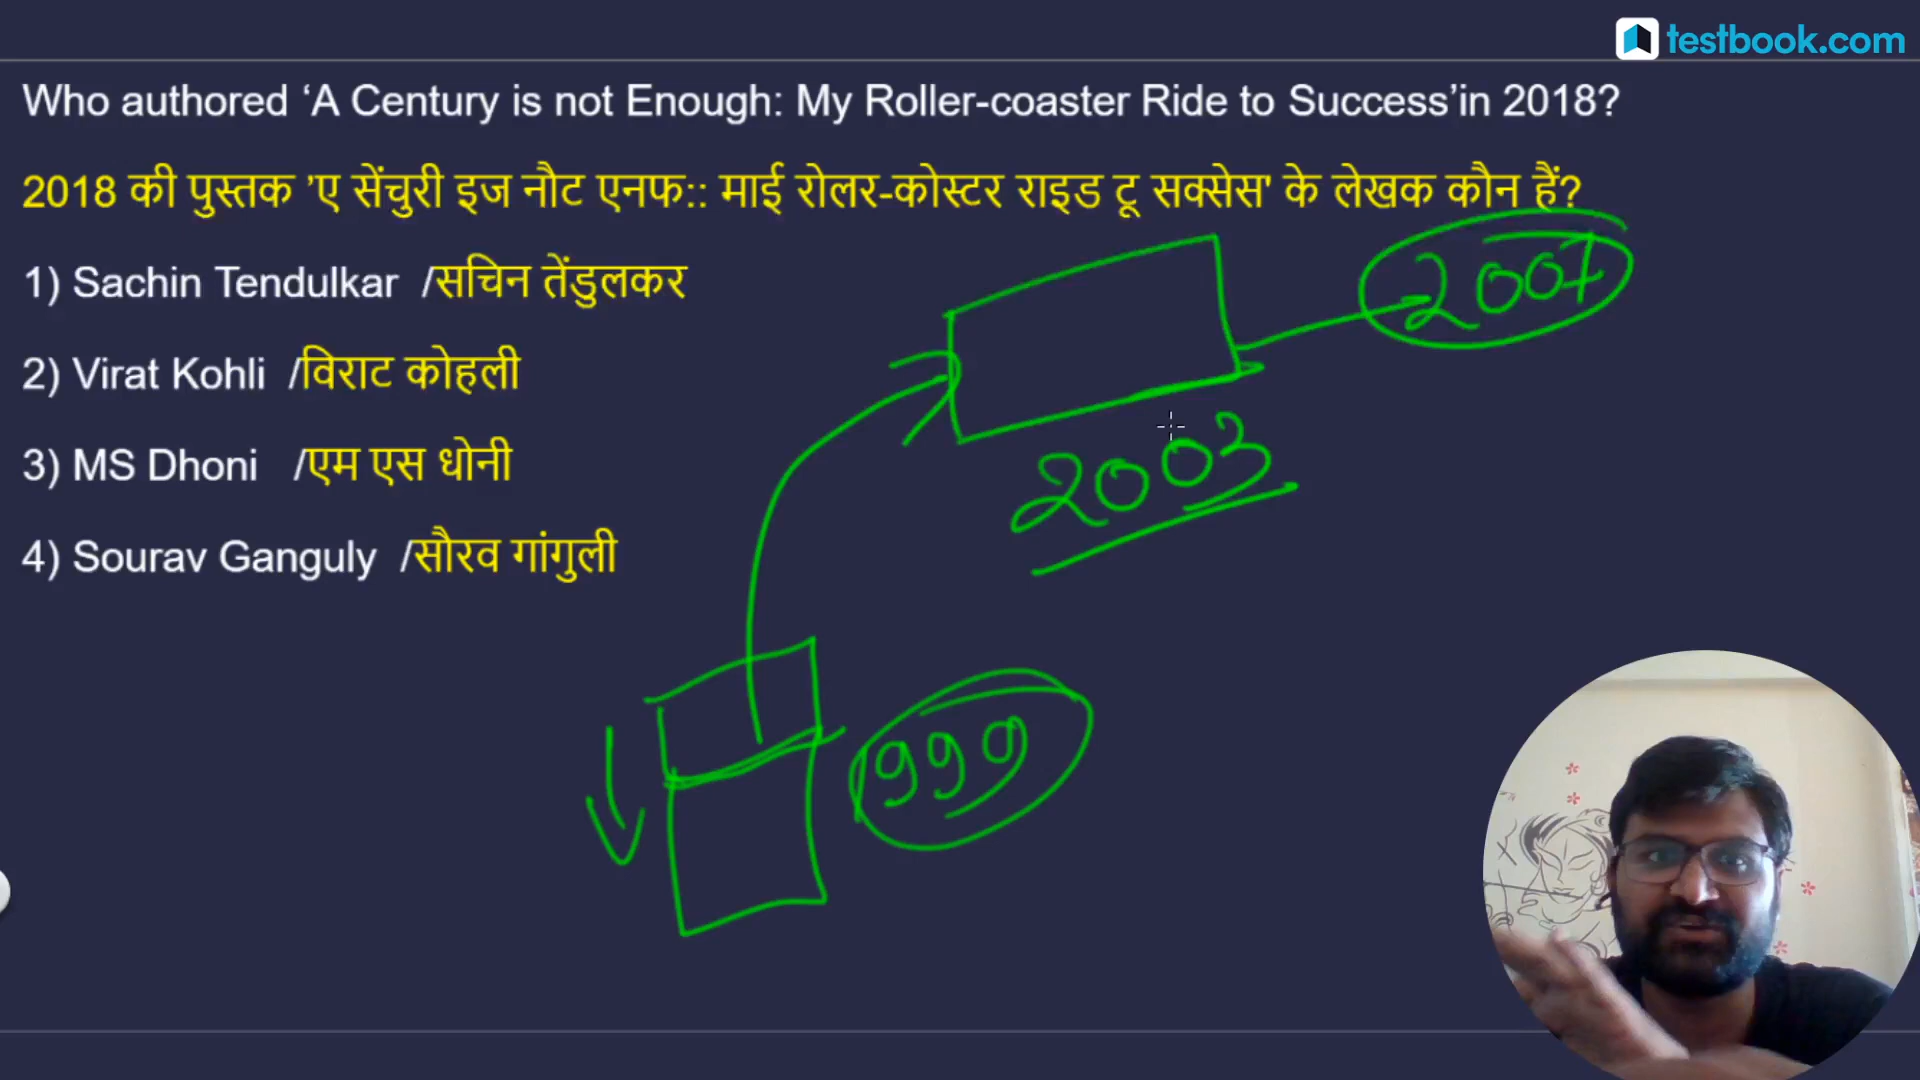 testbook.com
Who authored ‘A Century is not Enough: My Roller-coaster Ride to Success’in 2018?
2018 की पुस्तक ’ए सेंचुरी इज नौट एनफ:: माई रोलर-कोस्टर राइड टू सक्सेस' के लेखक कौन हैं?
1) Sachin Tendulkar /सचिन तेंडुलकर
2007
2) Virat Kohli /विराट कोहली
3) MS Dhoni /एम एस धोनी
2003
4) Sourav Ganguly /सौरव गांगुली
999